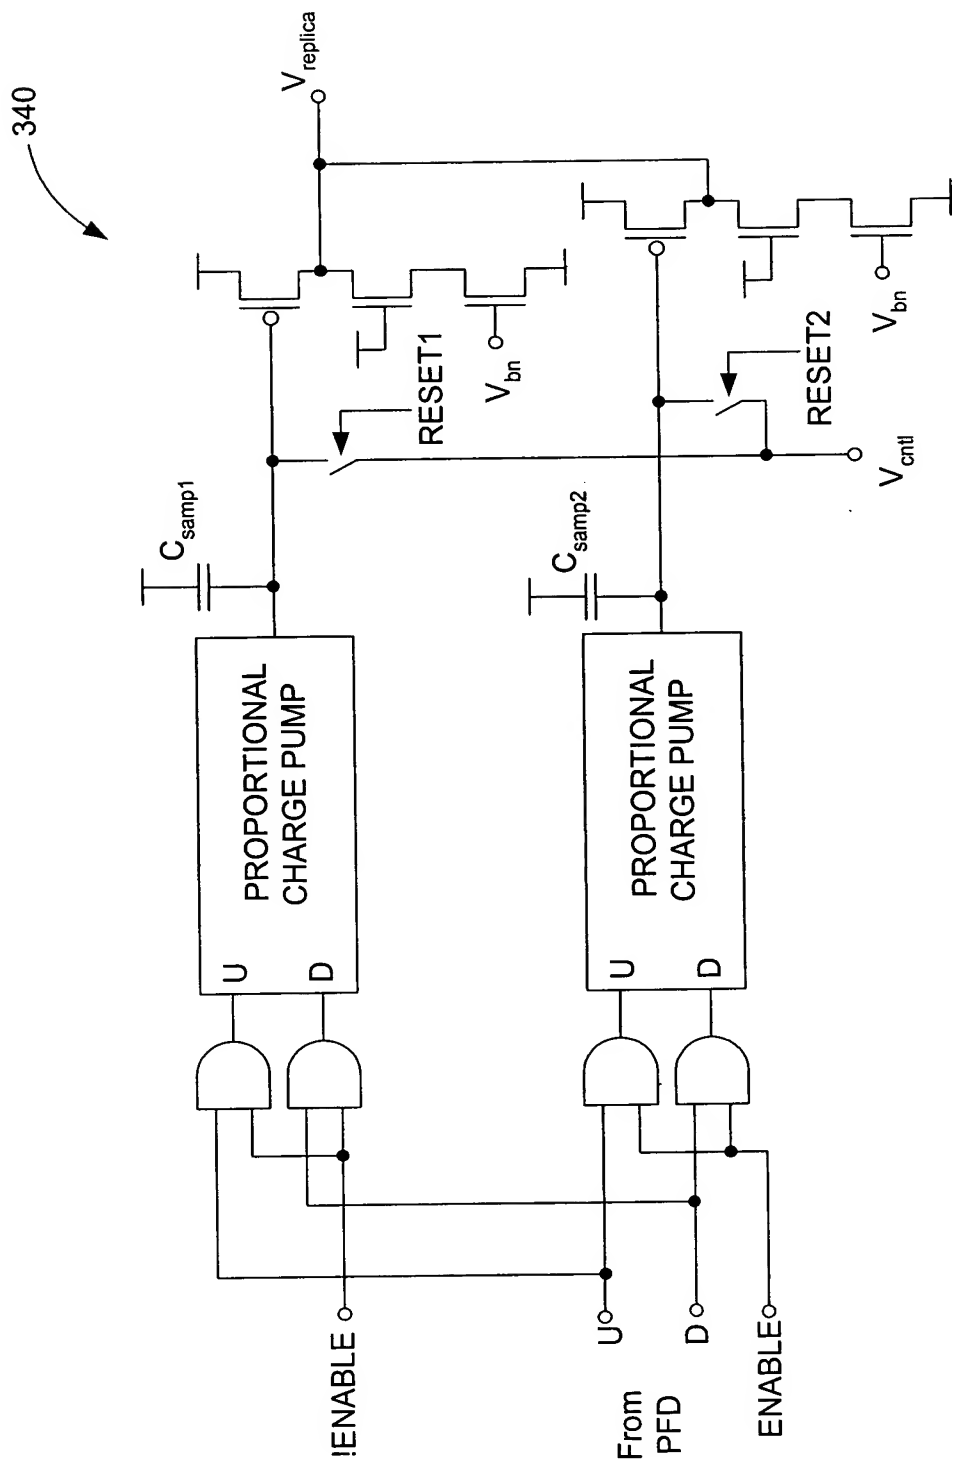 340
!ENABLE
From
PFD
U
D
ENABLE
U
D
PROPORTIONAL
CHARGE PUMP
C_samp1
RESET1
V_bn
V_replica
U
D
PROPORTIONAL
CHARGE PUMP
C_samp2
V_cntl
RESET2
V_bn